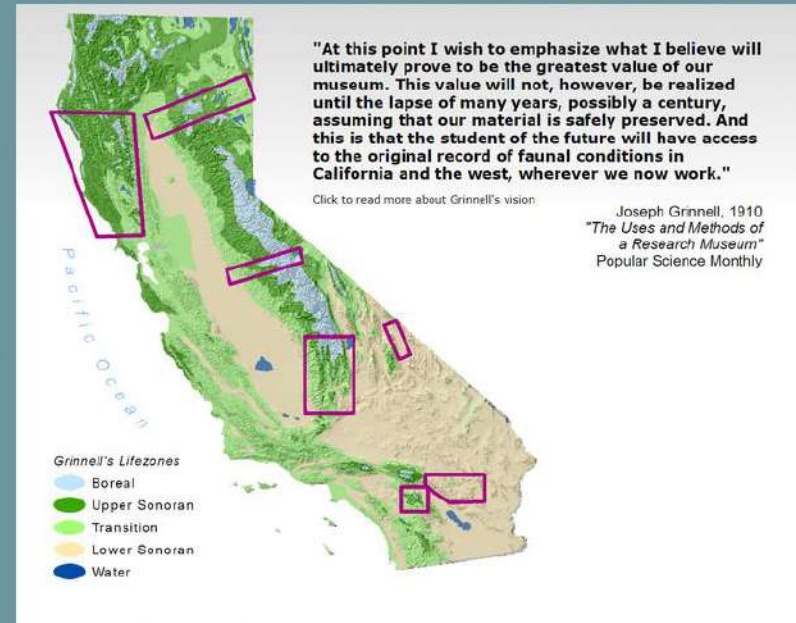 "At this point I wish to emphasize what I believe will
ultimately prove to be the greatest value of our
museum. This value will not, however, be realized
until the lapse of many years, possibly a century,
assuming that our material is safely preserved. And
this is that the student of the future will have access
to the original record of faunal conditions in
California and the west, wherever we now work."
Click to read more about Grinnell's vision
Joseph Grinnell, 1910
"The Uses and Methods of
a Research Museum"
Popular Science Monthly
Pacific Ocean
Grinnell's Lifezones
Boreal
Upper Sonoran
Transition
Lower Sonoran
Water